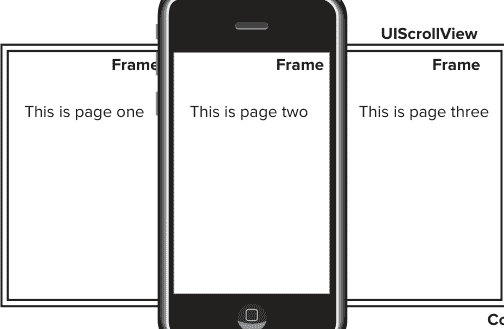 UIScrollView
Frame Frame Frame
This is page one This is page two This is page three